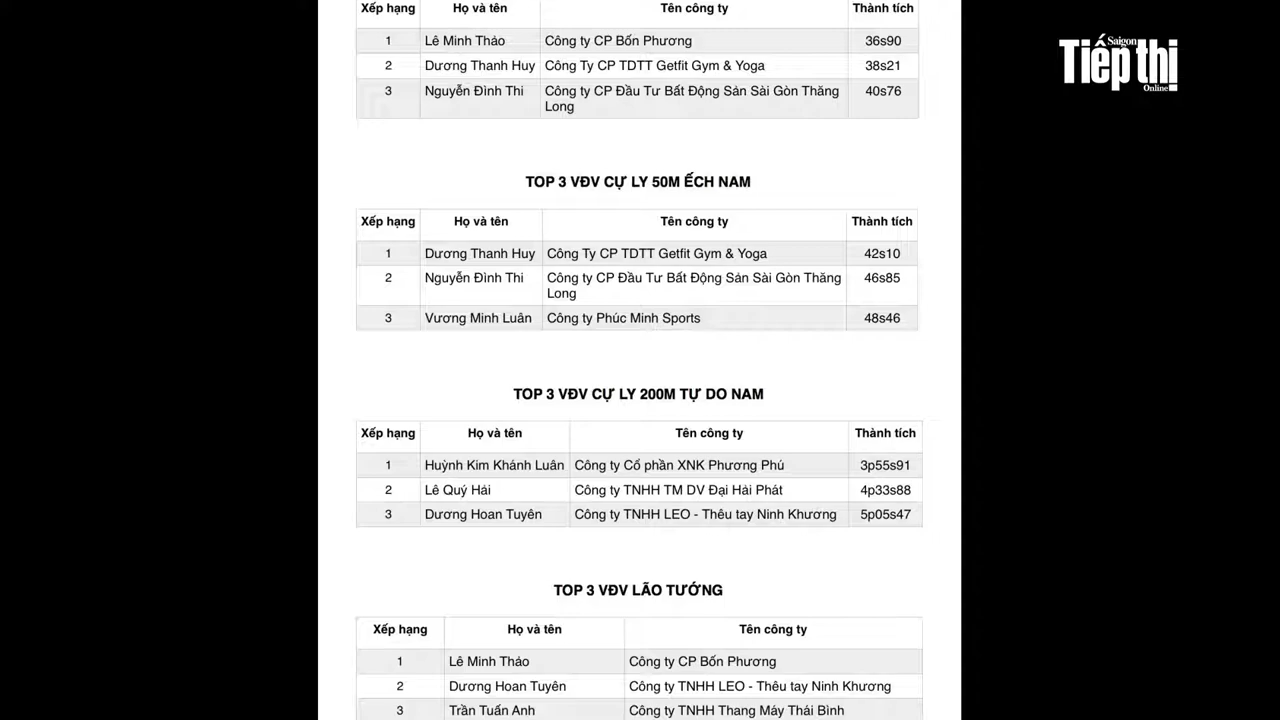 Xếp hạng Họ và tên Tên công ty Thành tích
1 Lê Minh Thảo Công ty CP Bốn Phương 36s90
2 Dương Thanh Huy Công Ty CP TDTT Getfit Gym & Yoga 38s21
3 Nguyễn Đình Thi Công ty CP Đầu Tư Bất Động Sản Sài Gòn Thăng
Long 40s76
Saigon
Tiếp thị
Online
TOP 3 VĐV CỰ LY 50M ẾCH NAM
Xếp hạng Họ và tên Tên công ty Thành tích
1 Dương Thanh Huy Công Ty CP TDTT Getfit Gym & Yoga 42s10
2 Nguyễn Đình Thi Công ty CP Đầu Tư Bất Động Sản Sài Gòn Thăng
Long 46s85
3 Vương Minh Luân Công ty Phúc Minh Sports 48s46
TOP 3 VĐV CỰ LY 200M TỰ DO NAM
Xếp hạng Họ và tên Tên công ty Thành tích
1 Huỳnh Kim Khánh Luân Công ty Cổ phần XNK Phương Phú 3p55s91
2 Lê Quý Hải Công ty TNHH TM DV Đại Hải Phát 4p33s88
3 Dương Hoan Tuyên Công ty TNHH LEO - Thêu tay Ninh Khương 5p05s47
TOP 3 VĐV LÃO TƯỚNG
Xếp hạng Họ và tên Tên công ty
1 Lê Minh Thảo Công ty CP Bốn Phương
2 Dương Hoan Tuyên Công ty TNHH LEO - Thêu tay Ninh Khương
3 Trần Tuấn Anh Công ty TNHH Thang Máy Thái Bình